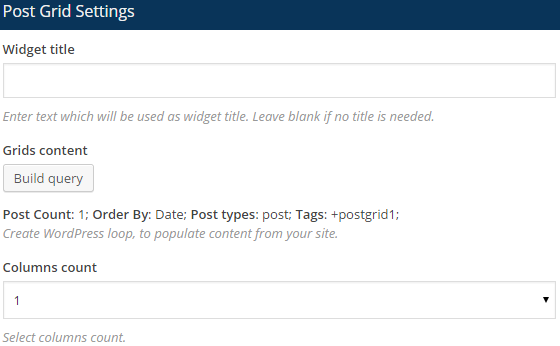 Post Grid Settings
Widget title
Enter text which will be used as widget title. Leave blank if no title is needed.
Grids content
Build query
Post Count: 1; Order By: Date; Post types: post; Tags: +postgrid1;
Create WordPress loop, to populate content from your site.
Columns count
1
Select columns count.